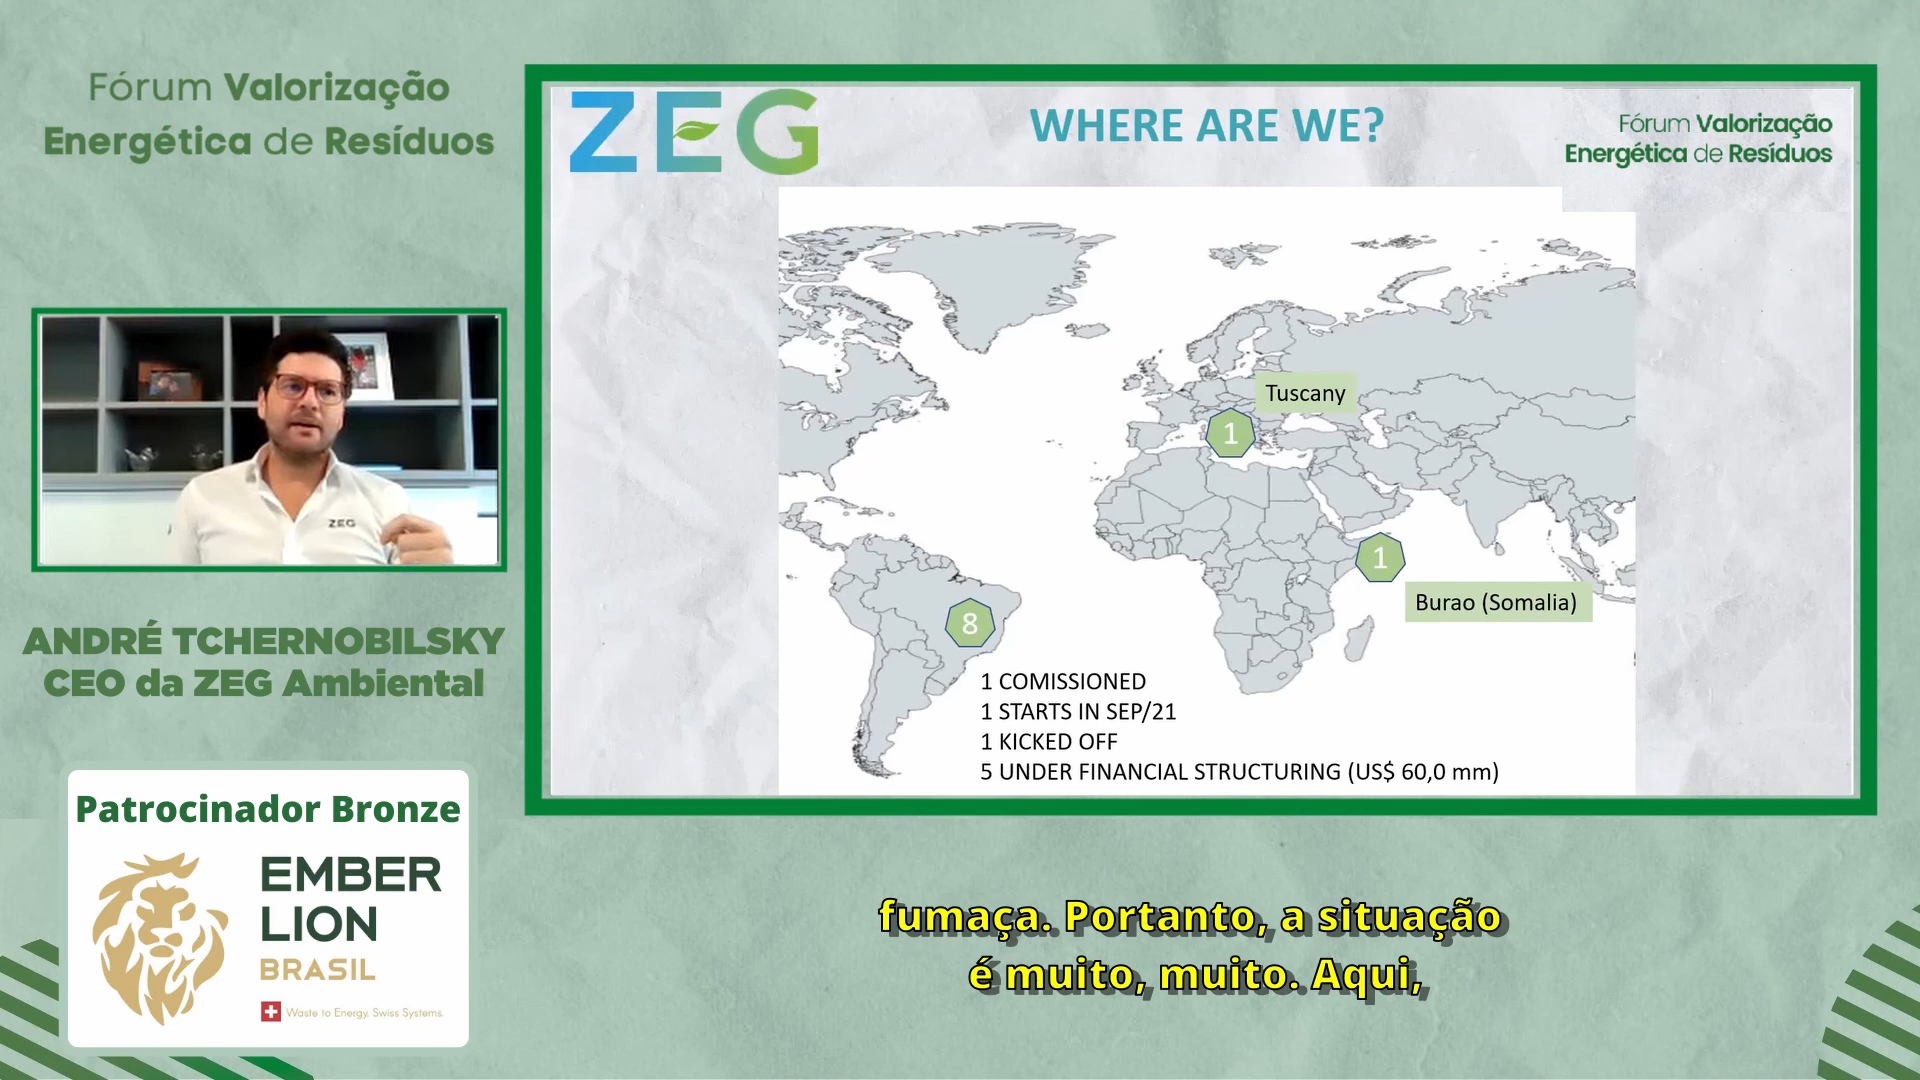 Fórum Valorização
Energética de Resíduos
ZEG
ANDRÉ TCHERNOBILSKY
CEO da ZEG Ambiental
Patrocinador Bronze
EMBER
LION
BRASIL
Waste to Energy. Swiss Systems.
ZEG
WHERE ARE WE?
Fórum Valorização
Energética de Resíduos
Tuscany
1
1
Burao (Somalia)
8
1 COMISSIONED
1 STARTS IN SEP/21
1 KICKED OFF
5 UNDER FINANCIAL STRUCTURING (US$ 60,0 mm)
fumaça. Portanto, a situação
é muito, muito. Aqui,